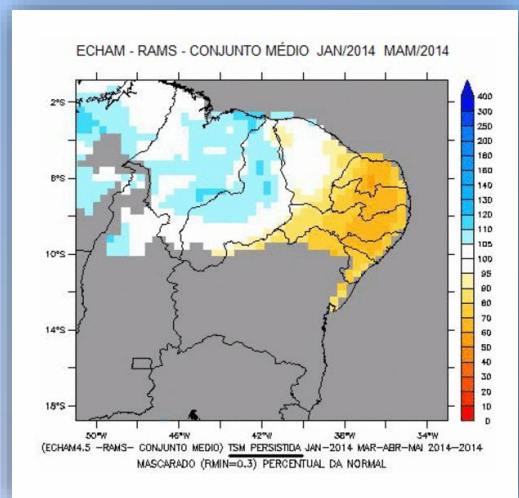 ECHAM - RAMS - CONJUNTO MÉDIO JAN/2014 MAM/2014
2°S
6°S
10°S
14°S
18°S
50°W 46°W 42°W 38°W 34°W
400
300
250
200
180
160
140
130
120
110
105
100
95
90
80
70
60
50
40
30
20
10
0
(ECHAM4.5 -RAMS- CONJUNTO MEDIO) TSM PERSISTIDA JAN-2014 MAR-ABR-MAI 2014-2014
MASCARADO (RMIN=0.3) PERCENTUAL DA NORMAL